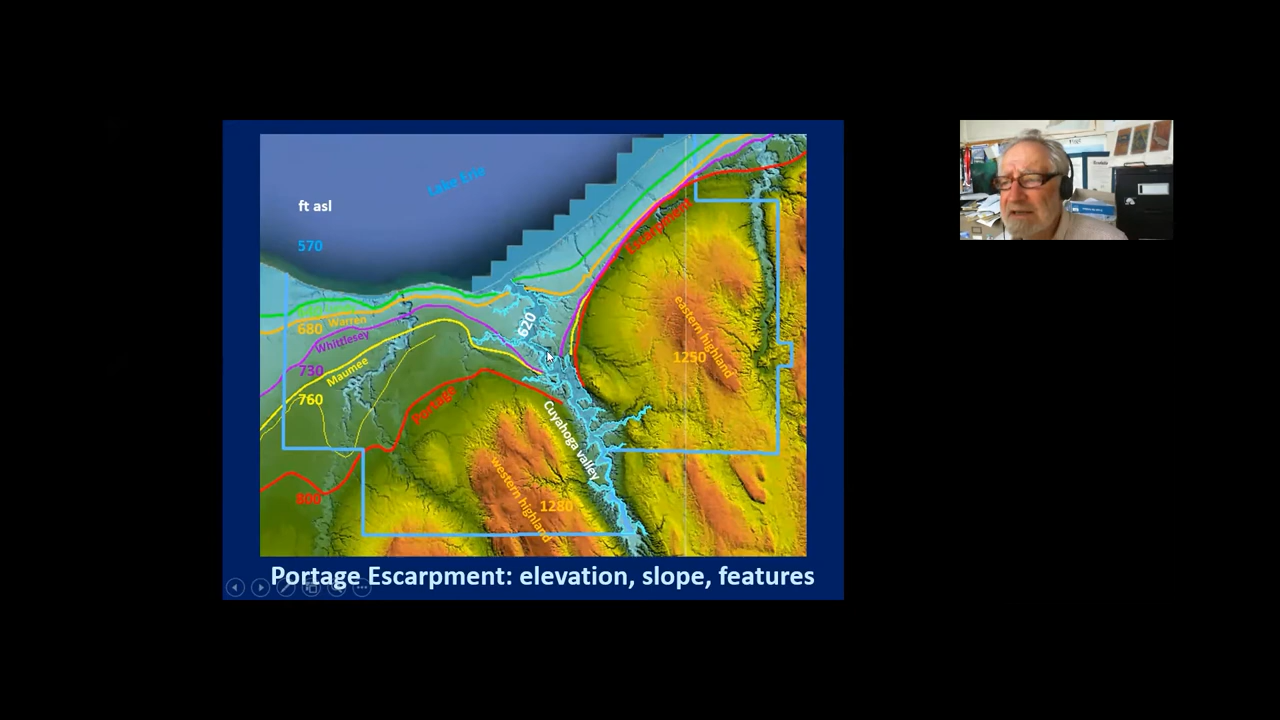 Lake Erie
ft asl
570
680 Warren
Whittlesey
730
Maumee
760
800
Portage
Escarpment
620
Cuyahoga valley
eastern highland
1250
western highland
1280
Portage Escarpment: elevation, slope, features